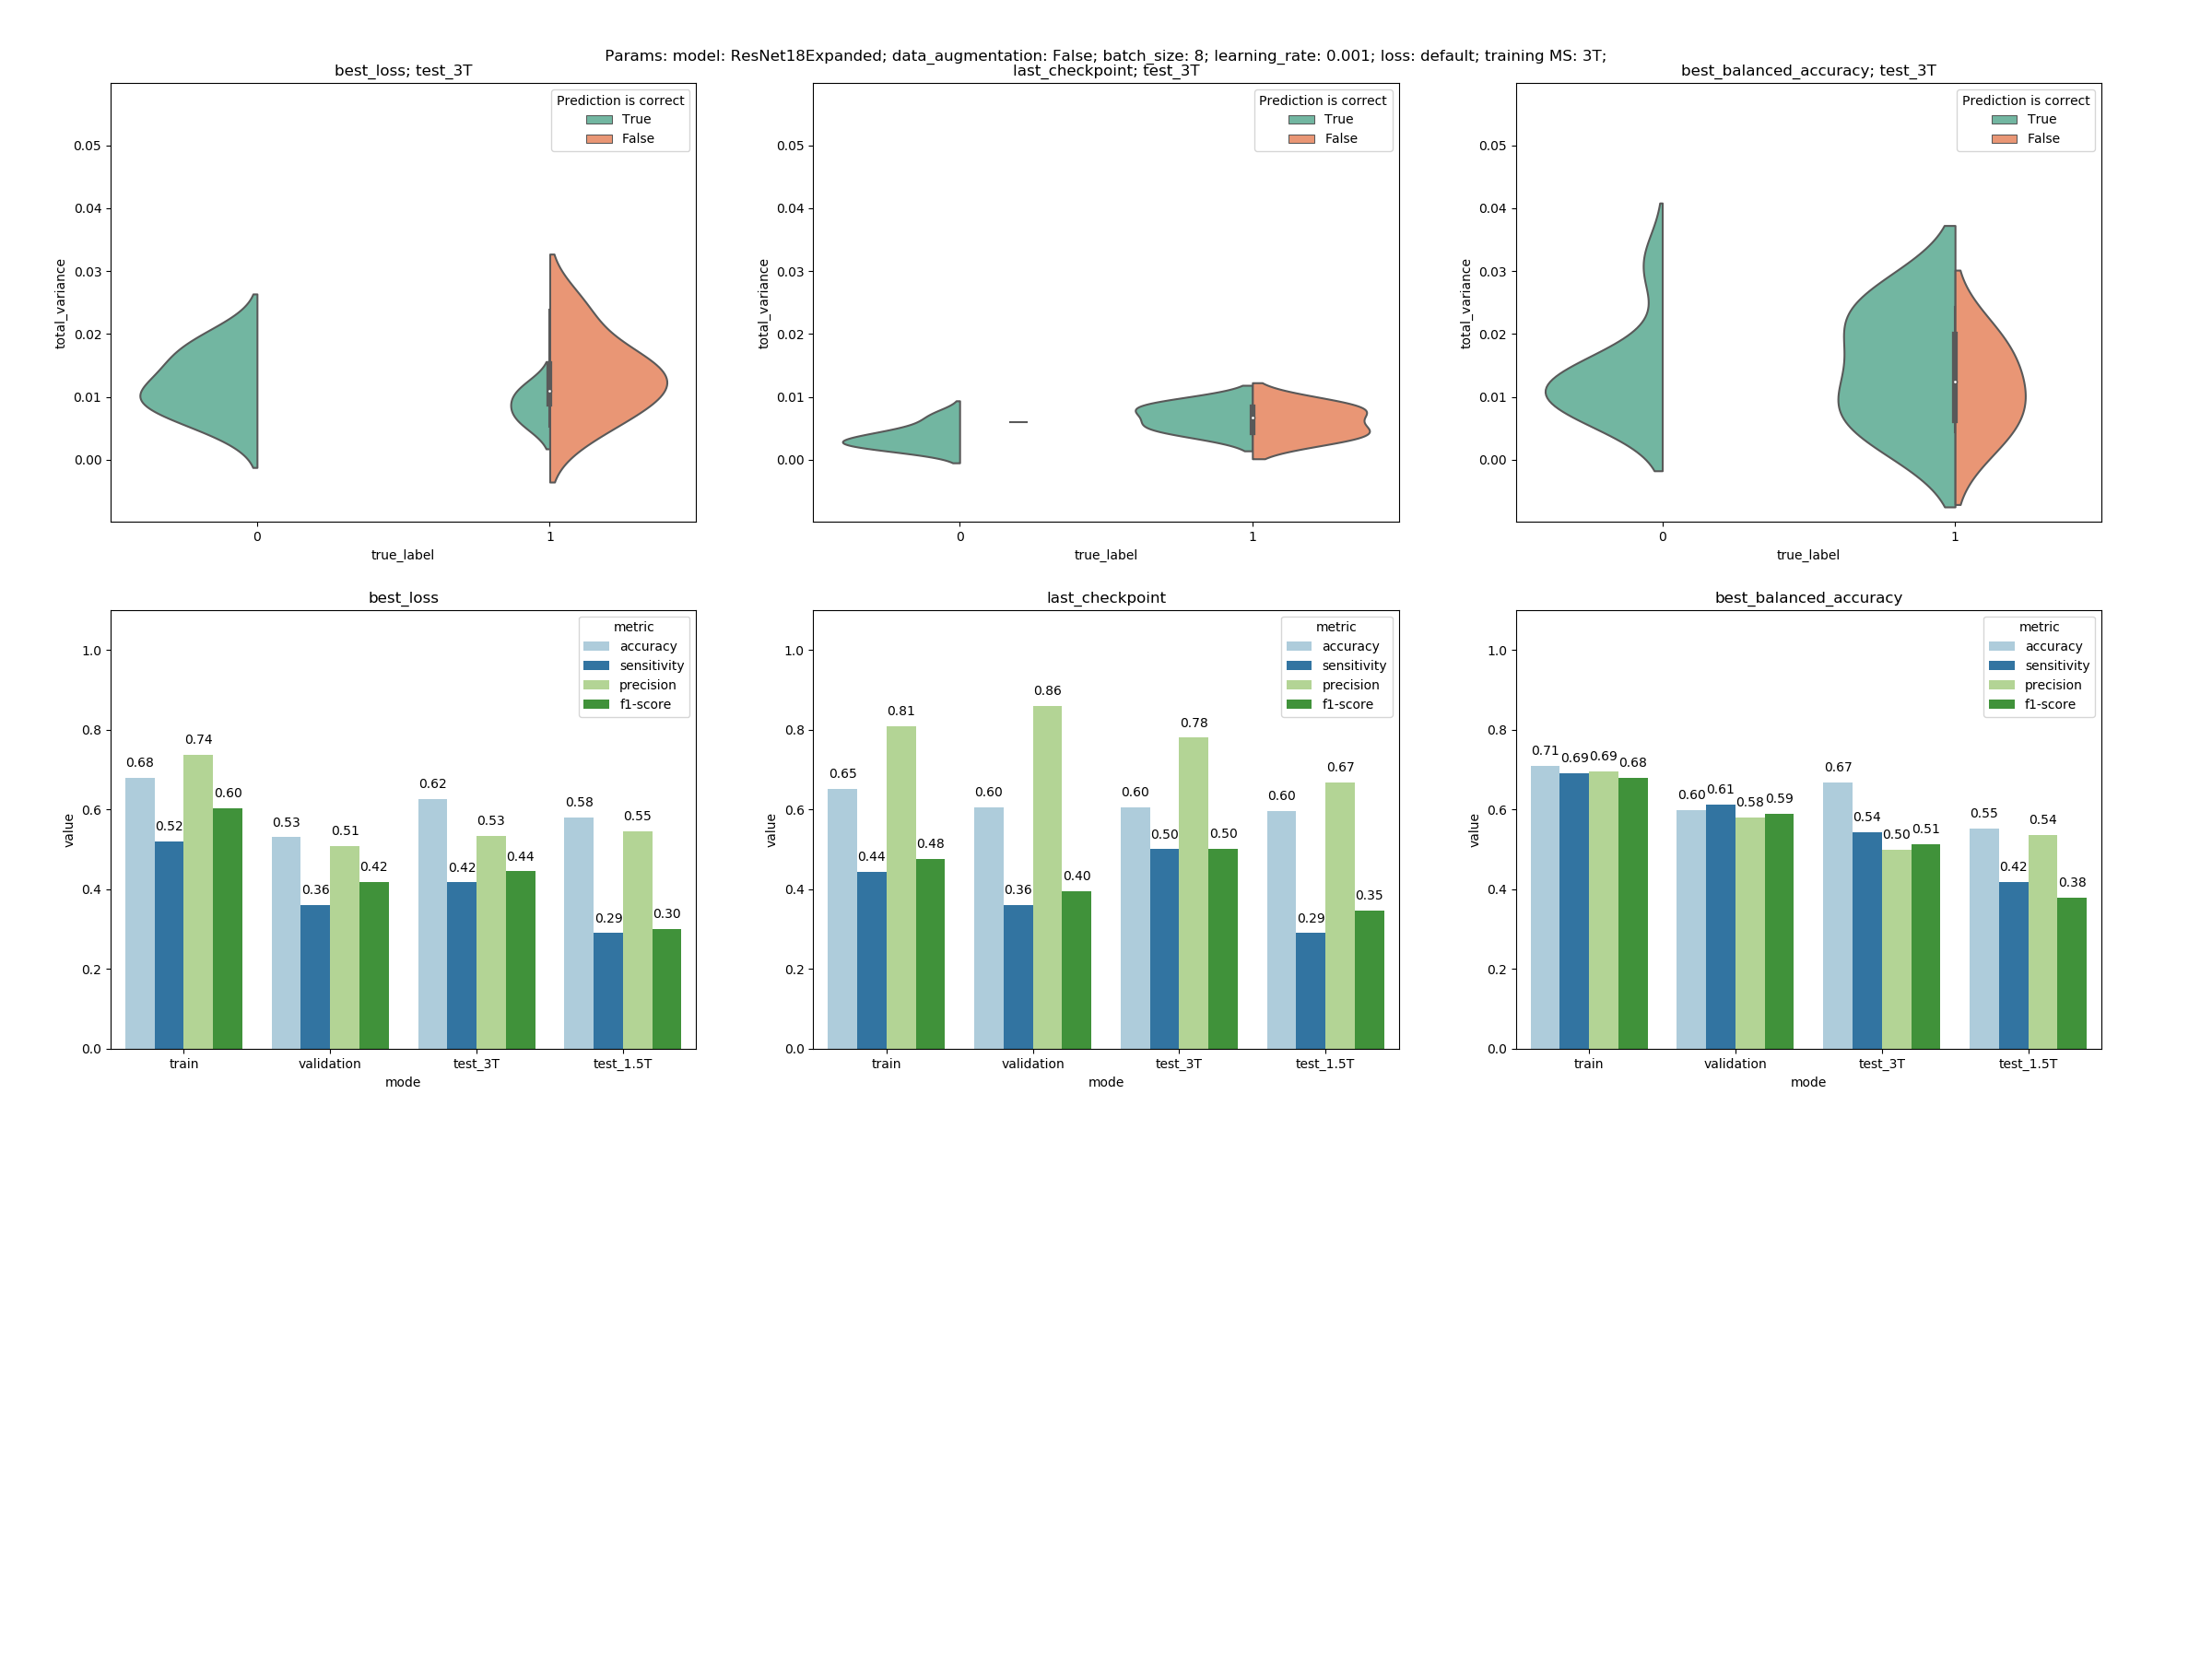 Params: model: ResNet18Expanded; data_augmentation: False; batch_size: 8; learning_rate: 0.001; loss: default; training MS: 3T;
best_loss; test_3T
Prediction is correct
True
False
0.05
0.04
0.03
0.02
0.01
0.00
total_variance
0
1
true_label
last_checkpoint; test_3T
Prediction is correct
True
False
0.05
0.04
0.03
0.02
0.01
0.00
total_variance
0
1
true_label
best_balanced_accuracy; test_3T
Prediction is correct
True
False
0.05
0.04
0.03
0.02
0.01
0.00
total_variance
0
1
true_label
best_loss
metric
accuracy
sensitivity
precision
f1-score
1.0
0.8
0.6
0.4
0.2
0.0
value
0.68
0.52
0.74
0.60
0.53
0.36
0.51
0.42
0.62
0.42
0.53
0.44
0.58
0.29
0.55
0.30
train
validation
test_3T
test_1.5T
mode
last_checkpoint
metric
accuracy
sensitivity
precision
f1-score
1.0
0.8
0.6
0.4
0.2
0.0
value
0.65
0.44
0.81
0.48
0.60
0.36
0.86
0.40
0.60
0.50
0.78
0.50
0.60
0.29
0.67
0.35
train
validation
test_3T
test_1.5T
mode
best_balanced_accuracy
metric
accuracy
sensitivity
precision
f1-score
1.0
0.8
0.6
0.4
0.2
0.0
value
0.71
0.69
0.69
0.68
0.60
0.61
0.58
0.59
0.67
0.54
0.50
0.51
0.55
0.42
0.54
0.38
train
validation
test_3T
test_1.5T
mode